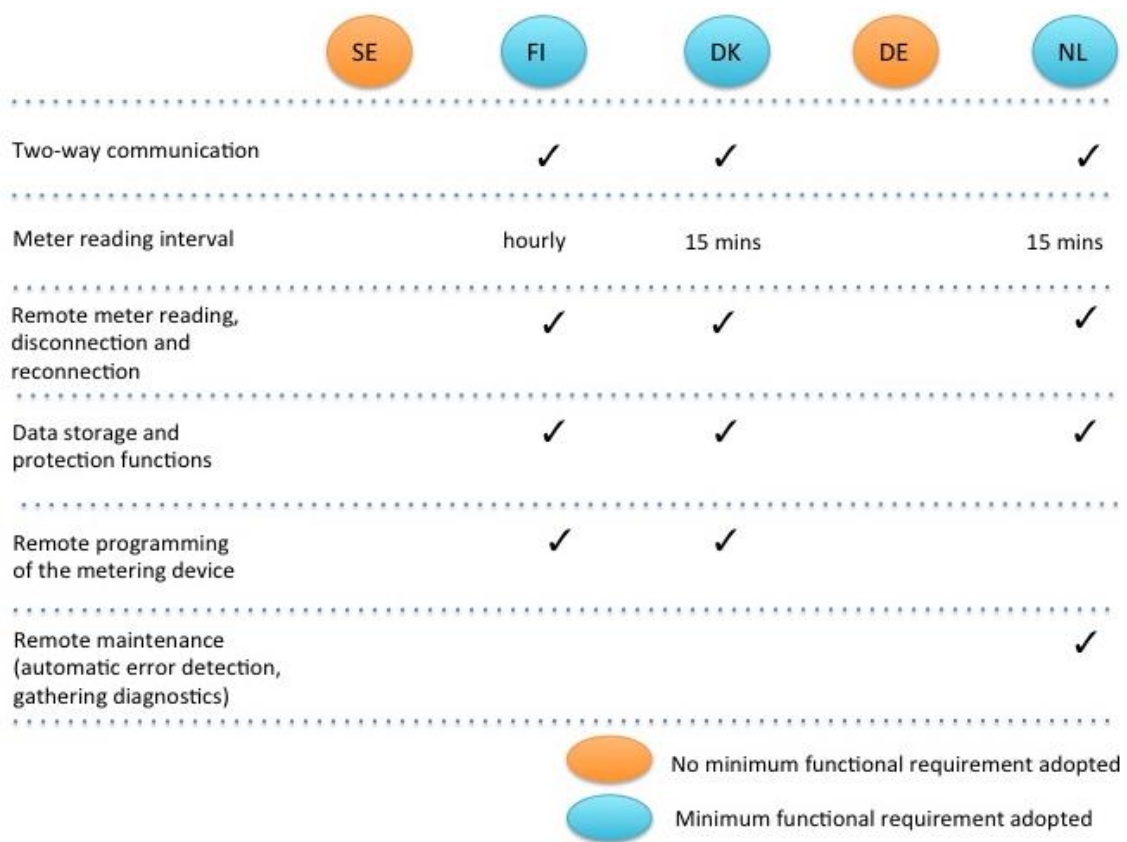 SE FI DK DE NL
Two-way communication ✓ ✓ ✓
Meter reading interval hourly 15 mins 15 mins
Remote meter reading,
disconnection and
reconnection ✓ ✓ ✓
Data storage and
protection functions ✓ ✓ ✓
Remote programming
of the metering device ✓ ✓
Remote maintenance
(automatic error detection,
gathering diagnostics) ✓
No minimum functional requirement adopted
Minimum functional requirement adopted